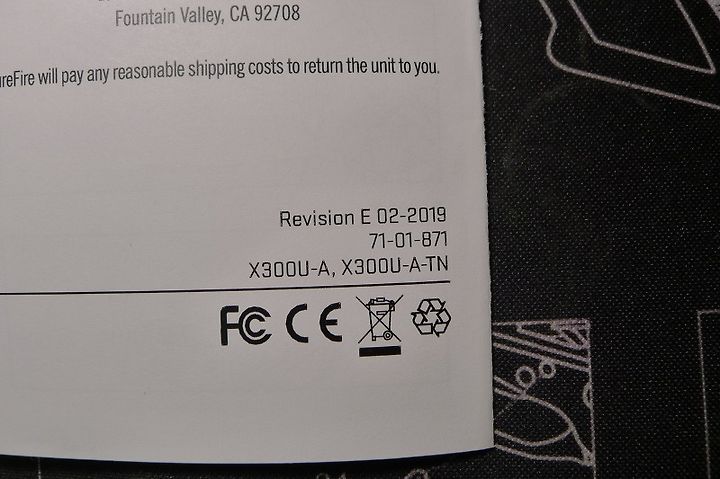 Fountain Valley, CA 92708
reFire will pay any reasonable shipping costs to return the unit to you.
Revision E 02-2019
71-01-871
X300U-A, X300U-A-TN
FC CE